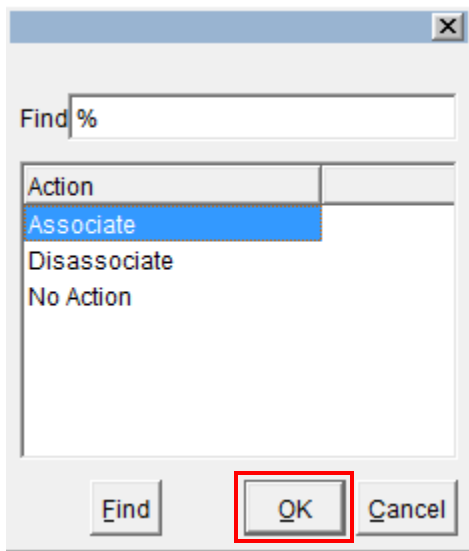 Find %
Action
Associate
Disassociate
No Action
Find OK Cancel